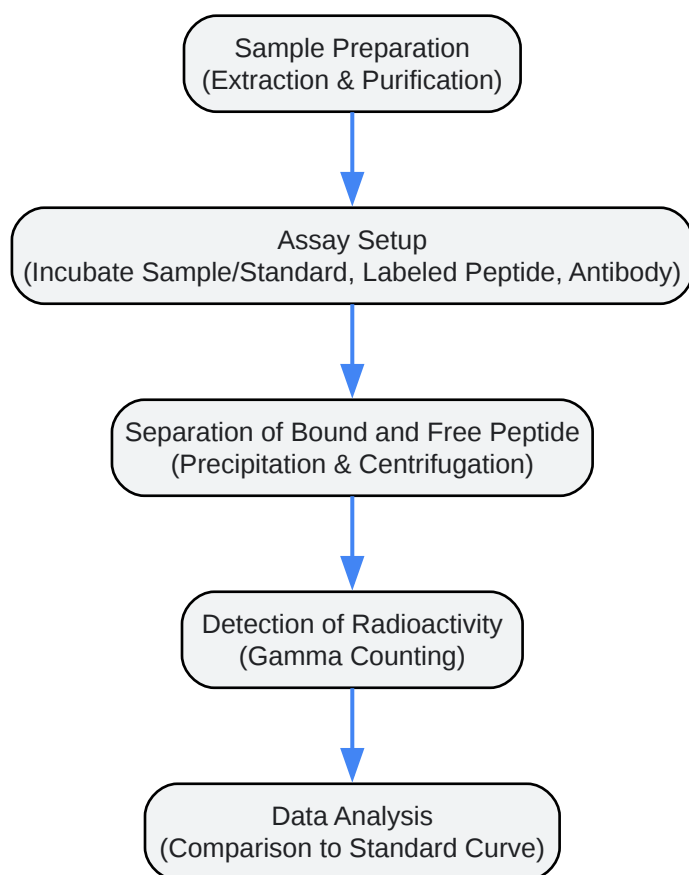 Sample Preparation
(Extraction & Purification)
Assay Setup
(Incubate Sample/Standard, Labeled Peptide, Antibody)
Separation of Bound and Free Peptide
(Precipitation & Centrifugation)
Detection of Radioactivity
(Gamma Counting)
Data Analysis
(Comparison to Standard Curve)